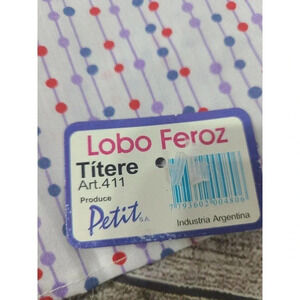 Lobo Feroz
Títere
Art.411
Produce
Petit S.A.
Industria Argentina